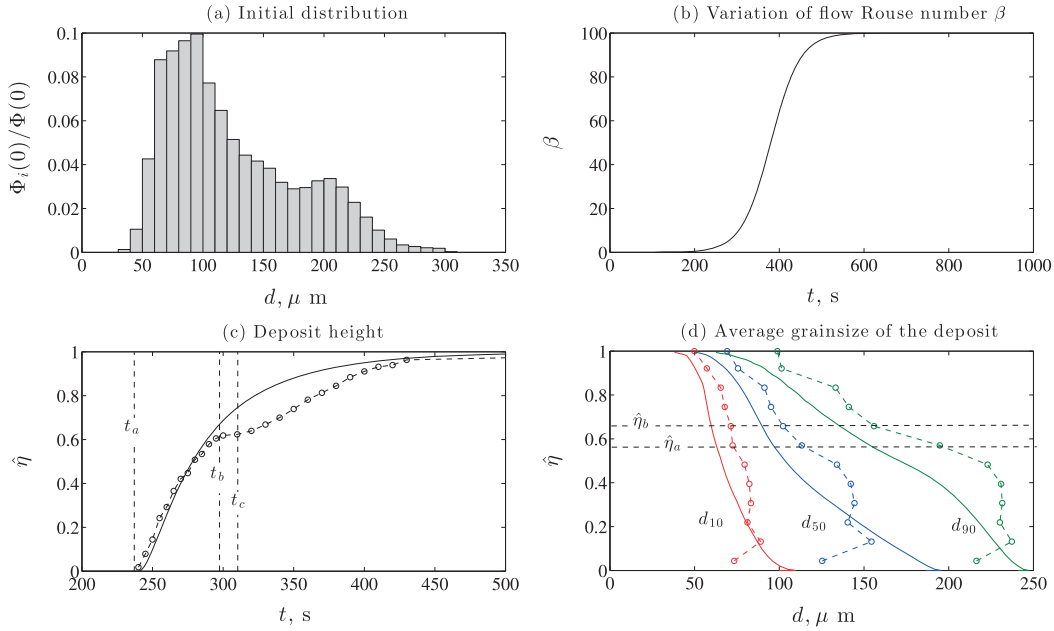 (a) Initial distribution
0.1
0.08
0.06
0.04
0.02
0
0 50 100 150 200 250 300 350
Φi(0)/Φ(0)
d, μ m
(b) Variation of flow Rouse number β
100
80
60
40
20
0
0 200 400 600 800 1000
β
t, s
(c) Deposit height
1
0.8
0.6
0.4
0.2
0
200 250 300 350 400 450 500
η̂
t, s
ta
tb
tc
(d) Average grainsize of the deposit
1
0.8
0.6
0.4
0.2
0
0 50 100 150 200 250
η̂
d, μ m
η̂b
η̂a
d10
d50
d90